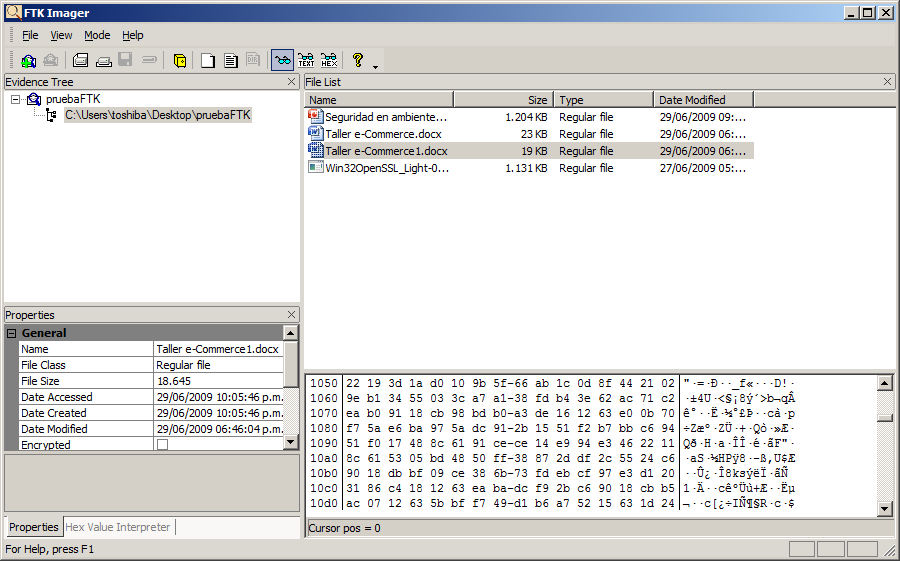 FTK Imager
File View Mode Help
TEXT HEX DIR
Evidence Tree
pruebaFTK
C:\Users\toshiba\Desktop\pruebaFTK
File List
Name Size Type Date Modified
Seguridad en ambiente... 1.204 KB Regular file 29/06/2009 09:...
Taller e-Commerce.docx 23 KB Regular file 29/06/2009 06:...
Taller e-Commerce1.docx 19 KB Regular file 29/06/2009 06:...
Win32OpenSSL_Light-0... 1.131 KB Regular file 27/06/2009 05:...
Properties
General
Name Taller e-Commerce1.docx
File Class Regular file
File Size 18.645
Date Accessed 29/06/2009 10:05:46 p.m.
Date Created 29/06/2009 10:05:46 p.m.
Date Modified 29/06/2009 06:46:04 p.m.
Encrypted
1050 22 19 3d 1a d0 10 9b 5f-66 ab 1c 0d 8f 44 21 02 "·=·Ð··_f«···D!·
1060 9e b1 34 55 03 3c a7 a1-38 fd b4 3e 62 ac 71 c2 ·±4U·<§¡8ý´>b¬qÂ
1070 ea b0 91 18 cb 98 bd b0-a3 de 16 12 63 e0 0b 70 ê°··Ë·½°£Þ··cà·p
1080 f7 5a e6 ba 97 5a dc 91-2b 15 51 f2 b7 bb c6 94 ÷Zæº·ZÜ·+·Qò·»Æ·
1090 51 f0 17 48 8c 61 91 ce-ce 14 e9 94 e3 46 22 11 Qð·H·a·ÎÎ·é·ãF"·
10a0 8c 61 53 05 bd 48 50 ff-38 87 2d df 2c 55 24 c6 ·aS·½HPÿ8·-ß,U$Æ
10b0 90 18 db bf 09 ce 38 6b-73 fd eb cf 97 e3 d1 20 ··Û¿·Î8ksýëÏ·ãÑ
10c0 31 86 c4 18 12 63 ea ba-dc f9 2b c6 90 18 cb b5 1·Ä··cêºÜù+Æ··Ëµ
10d0 ac 07 12 63 5b bf f7 49-d1 b6 a7 52 15 63 1d 24 ¬··c[¿÷IÑ¶§R·c·$
Cursor pos = 0
Properties Hex Value Interpreter
For Help, press F1